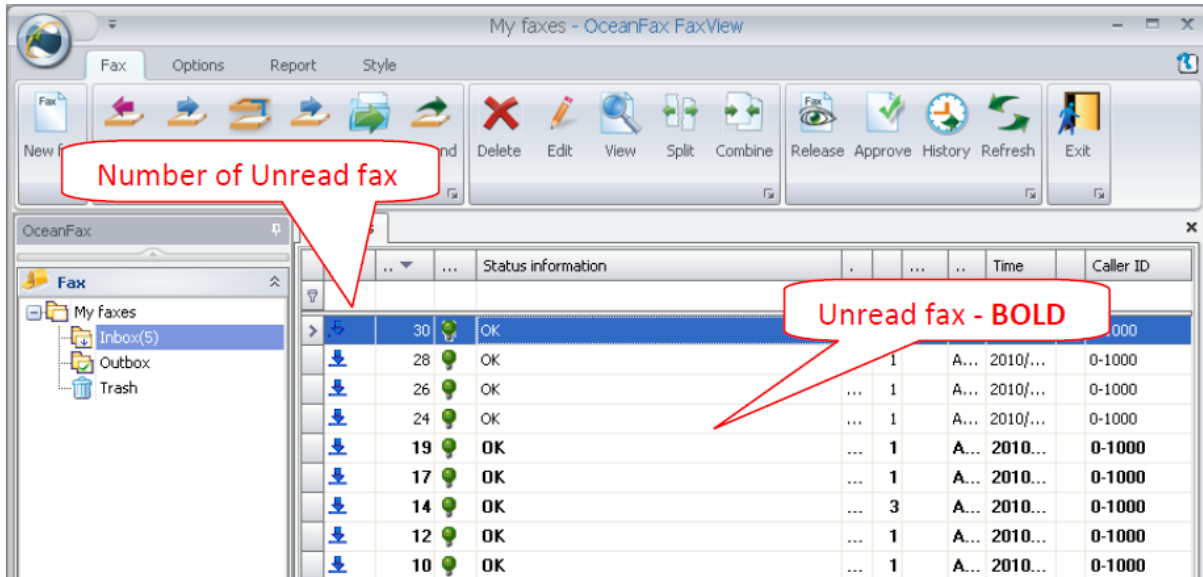 My faxes - OceanFax FaxView
Fax Options Report Style
Fax
Fax
New
Delete Edit View Split Combine Release Approve History Refresh Exit
Number of Unread fax
OceanFax
.. ... Status information . ... .. Time Caller ID
Fax
My faxes
Unread fax - BOLD
Inbox(5)
30 OK
Outbox
28 OK 1 A... 2010/... 0-1000
Trash
26 OK ... 1 A... 2010/... 0-1000
24 OK ... 1 A... 2010/... 0-1000
19 OK ... 1 A... 2010... 0-1000
17 OK ... 1 A... 2010... 0-1000
14 OK ... 3 A... 2010... 0-1000
12 OK ... 1 A... 2010... 0-1000
10 OK ... 1 A... 2010... 0-1000